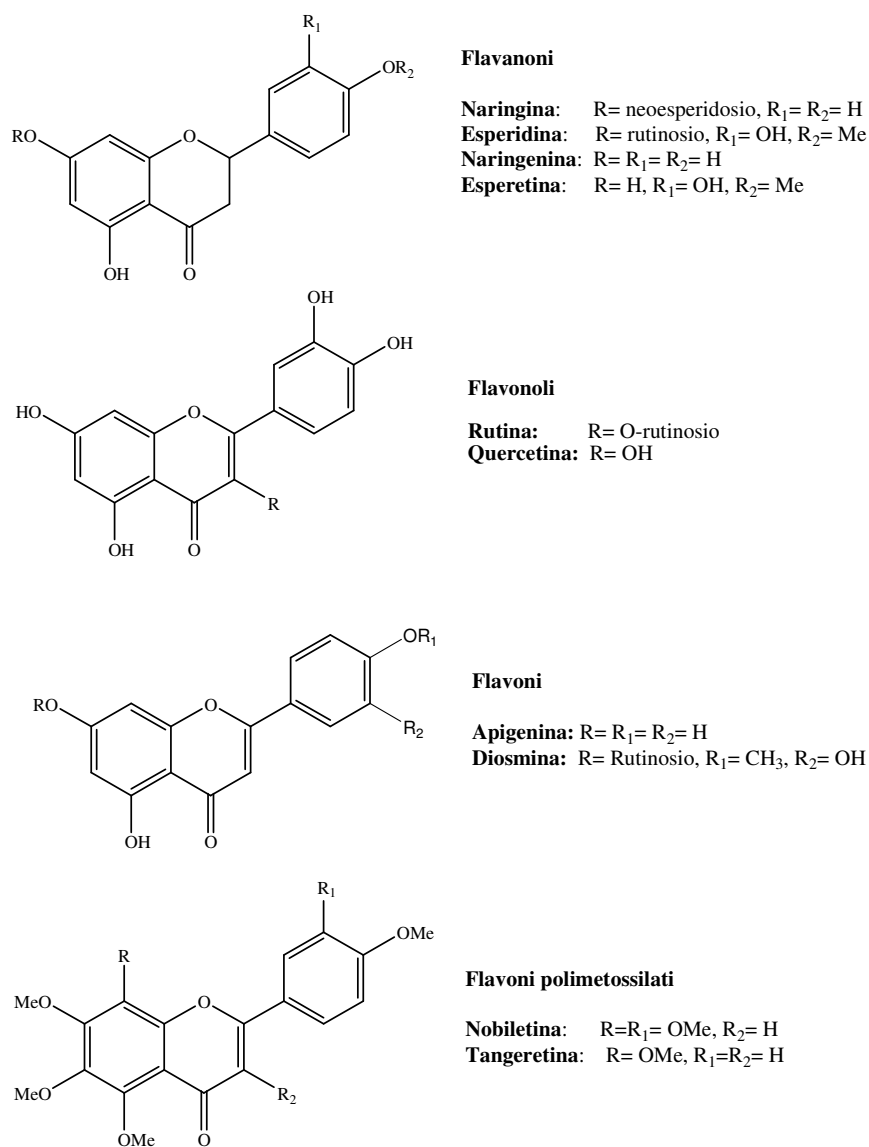 R1
OR2
RO
O
OH
O
Flavanoni
Naringina: R= neoesperidosio, R1= R2= H
Esperidina: R= rutinosio, R1= OH, R2= Me
Naringenina: R= R1= R2= H
Esperetina: R= H, R1= OH, R2= Me
OH
OH
HO
O
R
OH
O
Flavonoli
Rutina: R= O-rutinosio
Quercetina: R= OH
OR1
RO
O
R2
OH
O
Flavoni
Apigenina: R= R1= R2= H
Diosmina: R= Rutinosio, R1= CH3, R2= OH
R1
OMe
R
MeO
O
MeO
R2
OMe
O
Flavoni polimetossilati
Nobiletina: R=R1= OMe, R2= H
Tangeretina: R= OMe, R1=R2= H